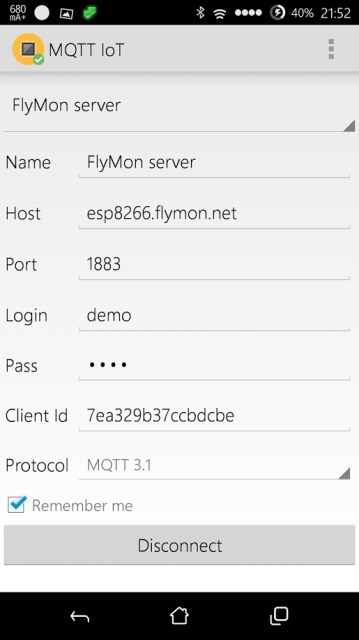 680
mA+
40% 21:52
MQTT IoT
FlyMon server
Name FlyMon server
Host esp8266.flymon.net
Port 1883
Login demo
Pass ••••
Client Id 7ea329b37ccbdcbe
Protocol MQTT 3.1
Remember me
Disconnect